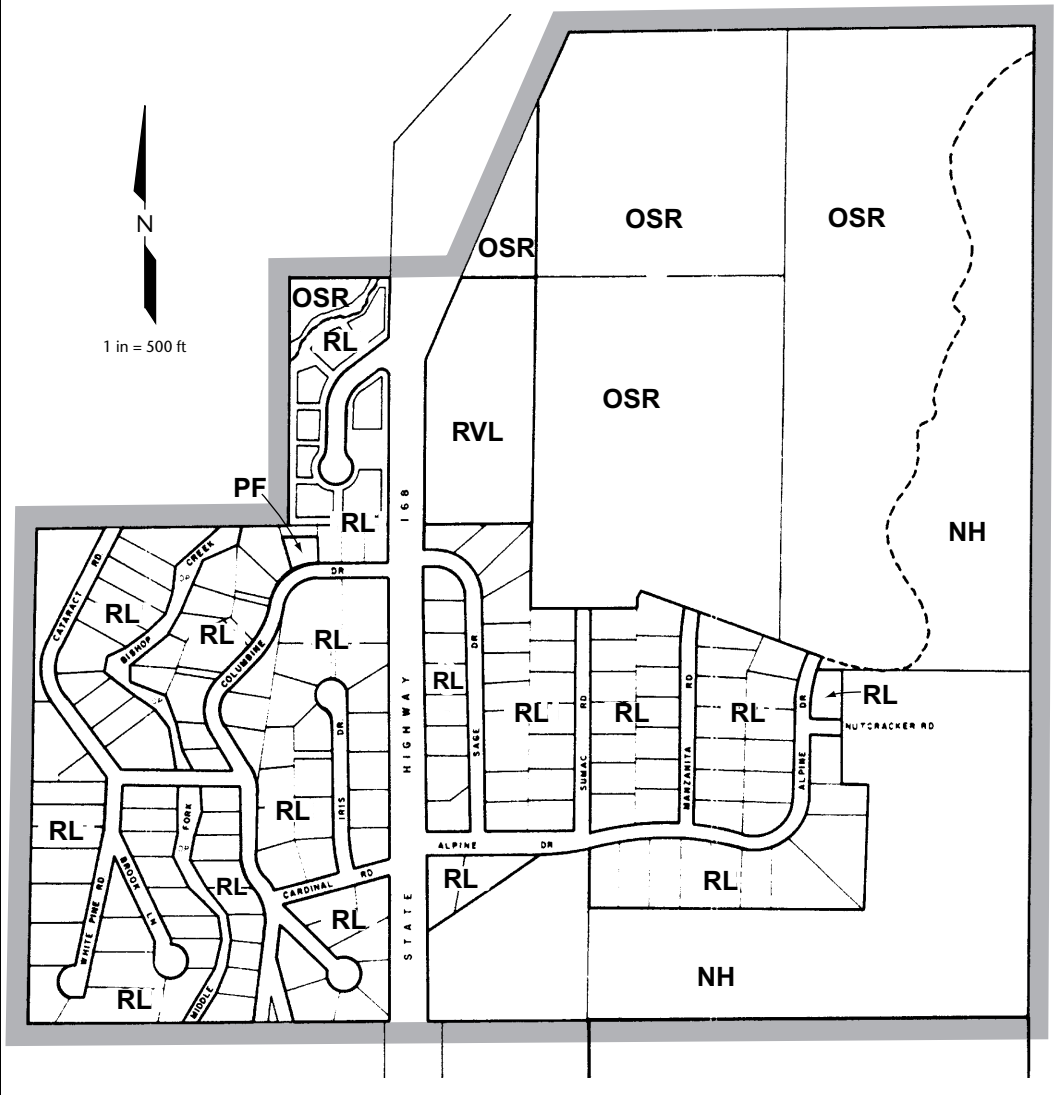 OSR
OSR
N
OSR
OSR
1 in = 500 ft
RL
OSR
RVL
PF
168
RL
NH
CREEK
RD
DR
CATARACT
RL
BISHOP
RL
COLUMBINE
RL
DR
RL
RD
RD
RL
DR
NUTCRACKER RD
RL
RL
RL
DR
SAGE
HIGHWAY
SUMAC
MANZANITA
ALPINE
IRIS
RL
FORK
RL
ALPINE DR
BROOK LN
WHITE PINE RD
RL
CARDINAL RD
RL
RL
RL
STATE
NH
RL
MIDDLE